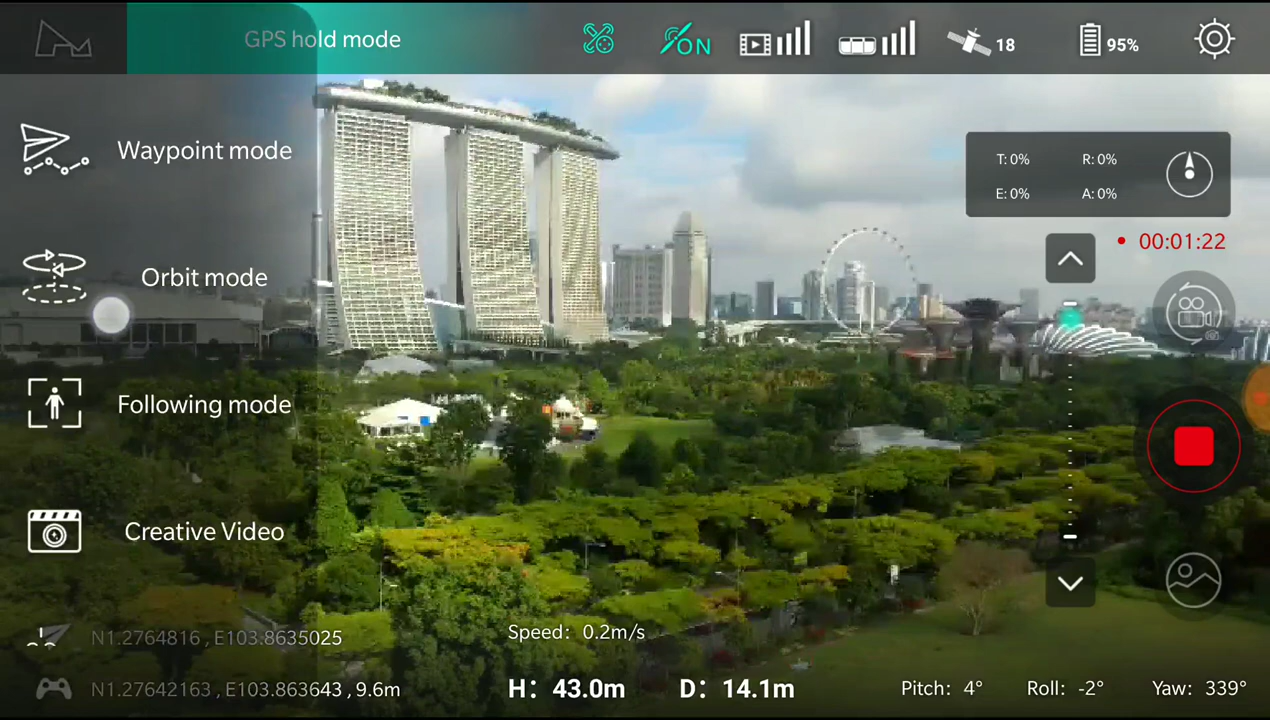 GPS hold mode
ON
18
95%
Waypoint mode
T: 0% R: 0%
E: 0% A: 0%
00:01:22
Orbit mode
Following mode
Creative Video
N1.2764816 , E103.8635025
Speed: 0.2m/s
N1.27642163 , E103.863643 , 9.6m
H: 43.0m D: 14.1m
Pitch: 4° Roll: -2° Yaw: 339°